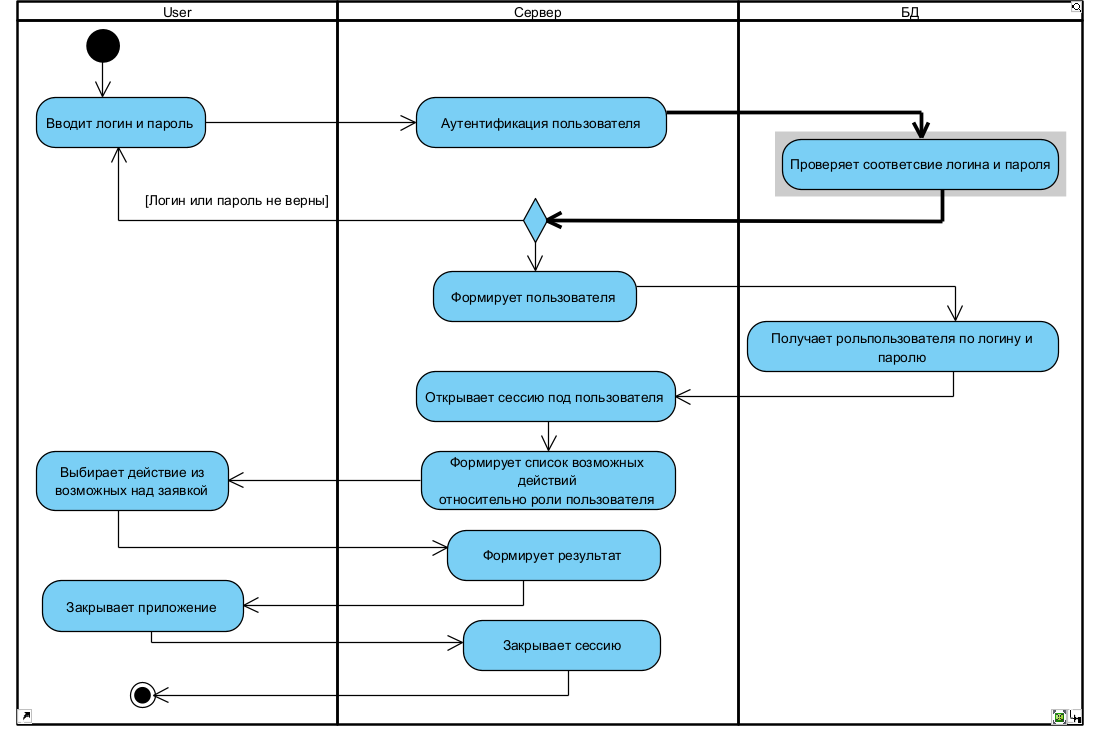 User
Сервер
БД
Вводит логин и пароль
Аутентификация пользователя
Проверяет соответсвие логина и пароля
[Логин или пароль не верны]
Формирует пользователя
Получает рольпользователя по логину и
паролю
Открывает сессию под пользователя
Формирует список возможных
действий
относительно роли пользователя
Выбирает действие из
возможных над заявкой
Формирует результат
Закрывает приложение
Закрывает сессию